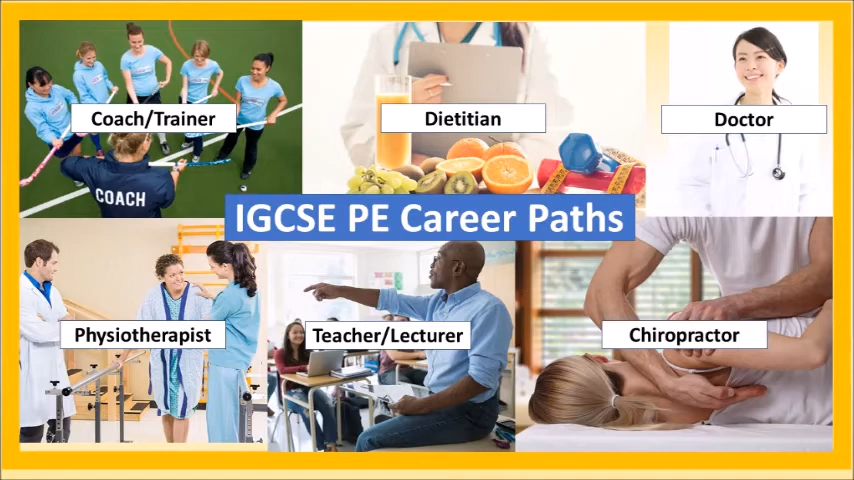 Coach/Trainer
Dietitian
Doctor
COACH
IGCSE PE Career Paths
Physiotherapist
Teacher/Lecturer
Chiropractor